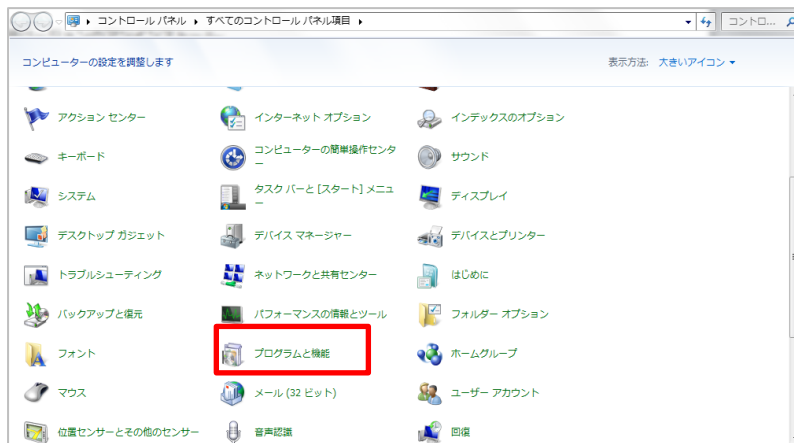 コントロール パネル ▸ すべてのコントロール パネル項目 ▸
コントロ...
コンピューターの設定を調整します
表示方法: 大きいアイコン
アクション センター
インターネット オプション
インデックスのオプション
キーボード
コンピューターの簡単操作センタ
ー
サウンド
システム
タスク バーと [スタート] メニュ
ー
ディスプレイ
デスクトップ ガジェット
デバイス マネージャー
デバイスとプリンター
トラブルシューティング
ネットワークと共有センター
はじめに
バックアップと復元
パフォーマンスの情報とツール
フォルダー オプション
フォント
プログラムと機能
ホームグループ
マウス
メール (32 ビット)
ユーザー アカウント
位置センサーとその他のセンサー
音声認識
回復